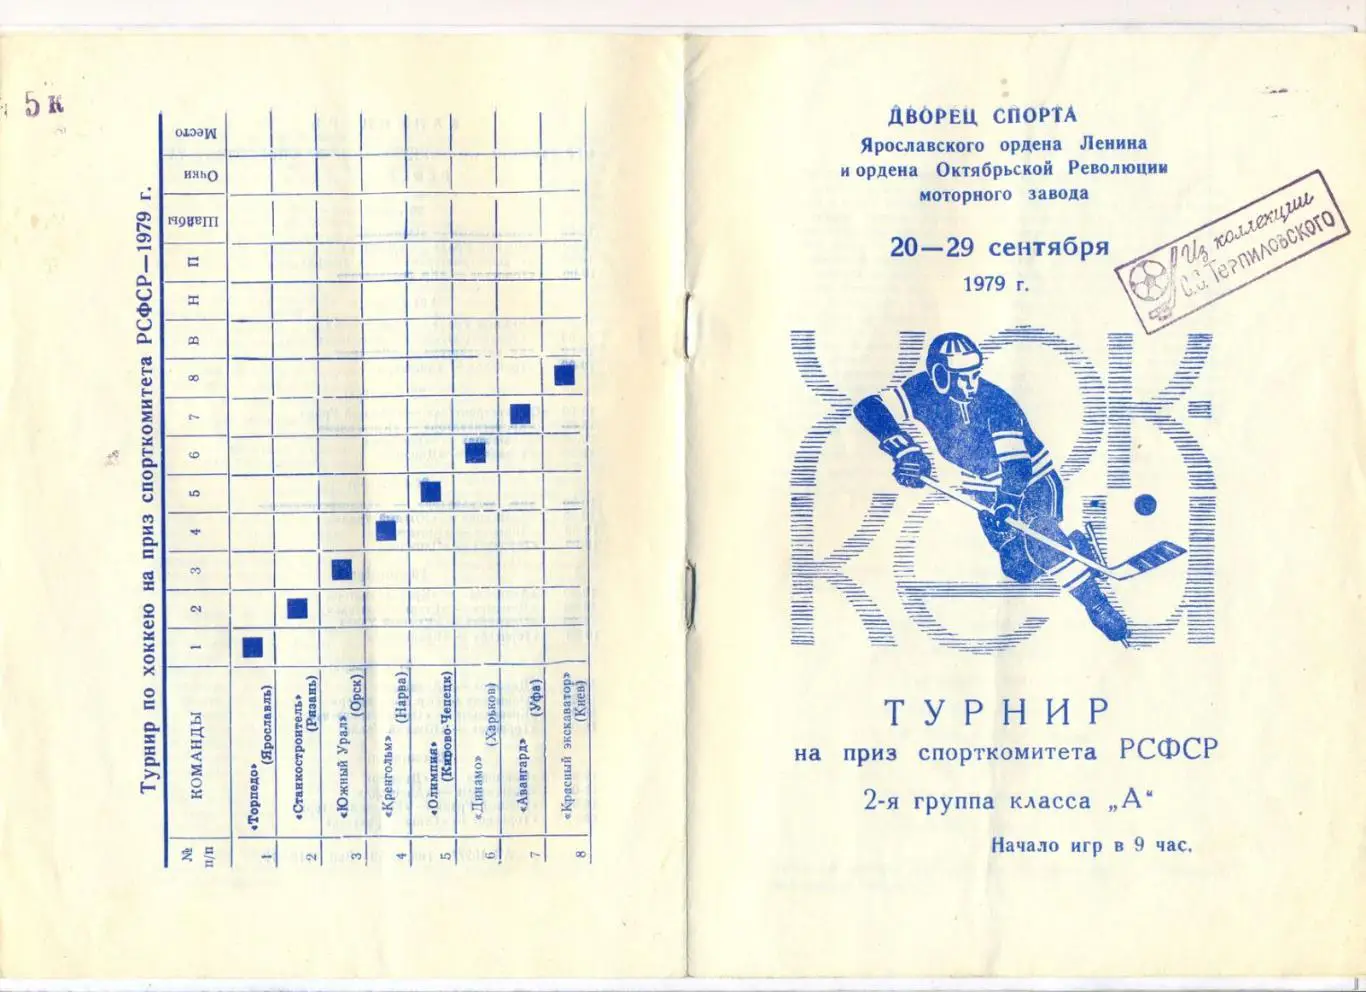 5 к
Турнир по хоккею на приз спорткомитета РСФСР—1979 г.
№ п/п КОМАНДЫ 1 2 3 4 5 6 7 8 В Н П Шайбы Очки Место
1 «Торпедо» (Ярославль)
2 «Станкостроитель» (Рязань)
3 «Южный Урал» (Орск)
4 «Кренгольм» (Нарва)
5 «Олимпия» (Кирово-Чепецк)
6 «Динамо» (Харьков)
7 «Авангард» (Уфа)
8 «Красный экскаватор» (Киев)
ДВОРЕЦ СПОРТА
Ярославского ордена Ленина
и ордена Октябрьской Революции
моторного завода
20—29 сентября
1979 г.
Из коллекции
С.С. Терпиловского
ХОК-
КЕЙ
ТУРНИР
на приз спорткомитета РСФСР
2-я группа класса „А"
Начало игр в 9 час.